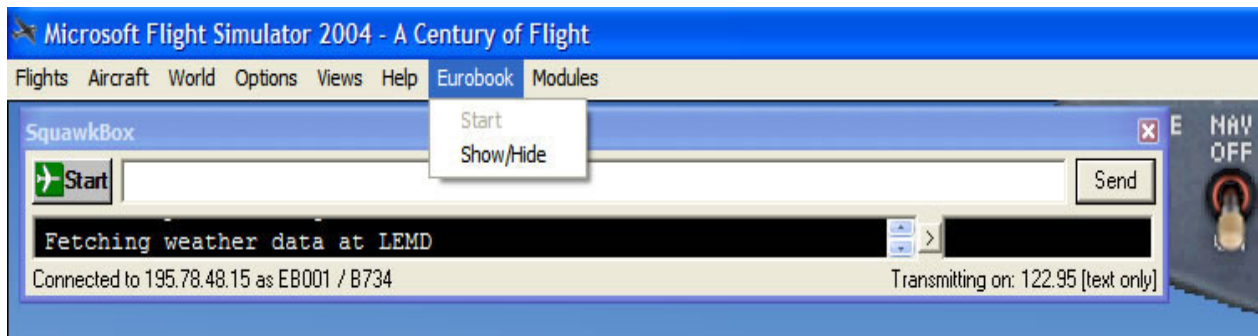 Microsoft Flight Simulator 2004 - A Century of Flight
Flights Aircraft World Options Views Help Eurobook Modules
Start
Show/Hide
SquawkBox
E NAV
OFF
Start
Send
Fetching weather data at LEMD
>
Connected to 195.78.48.15 as EB001 / B734
Transmitting on: 122.95 [text only]